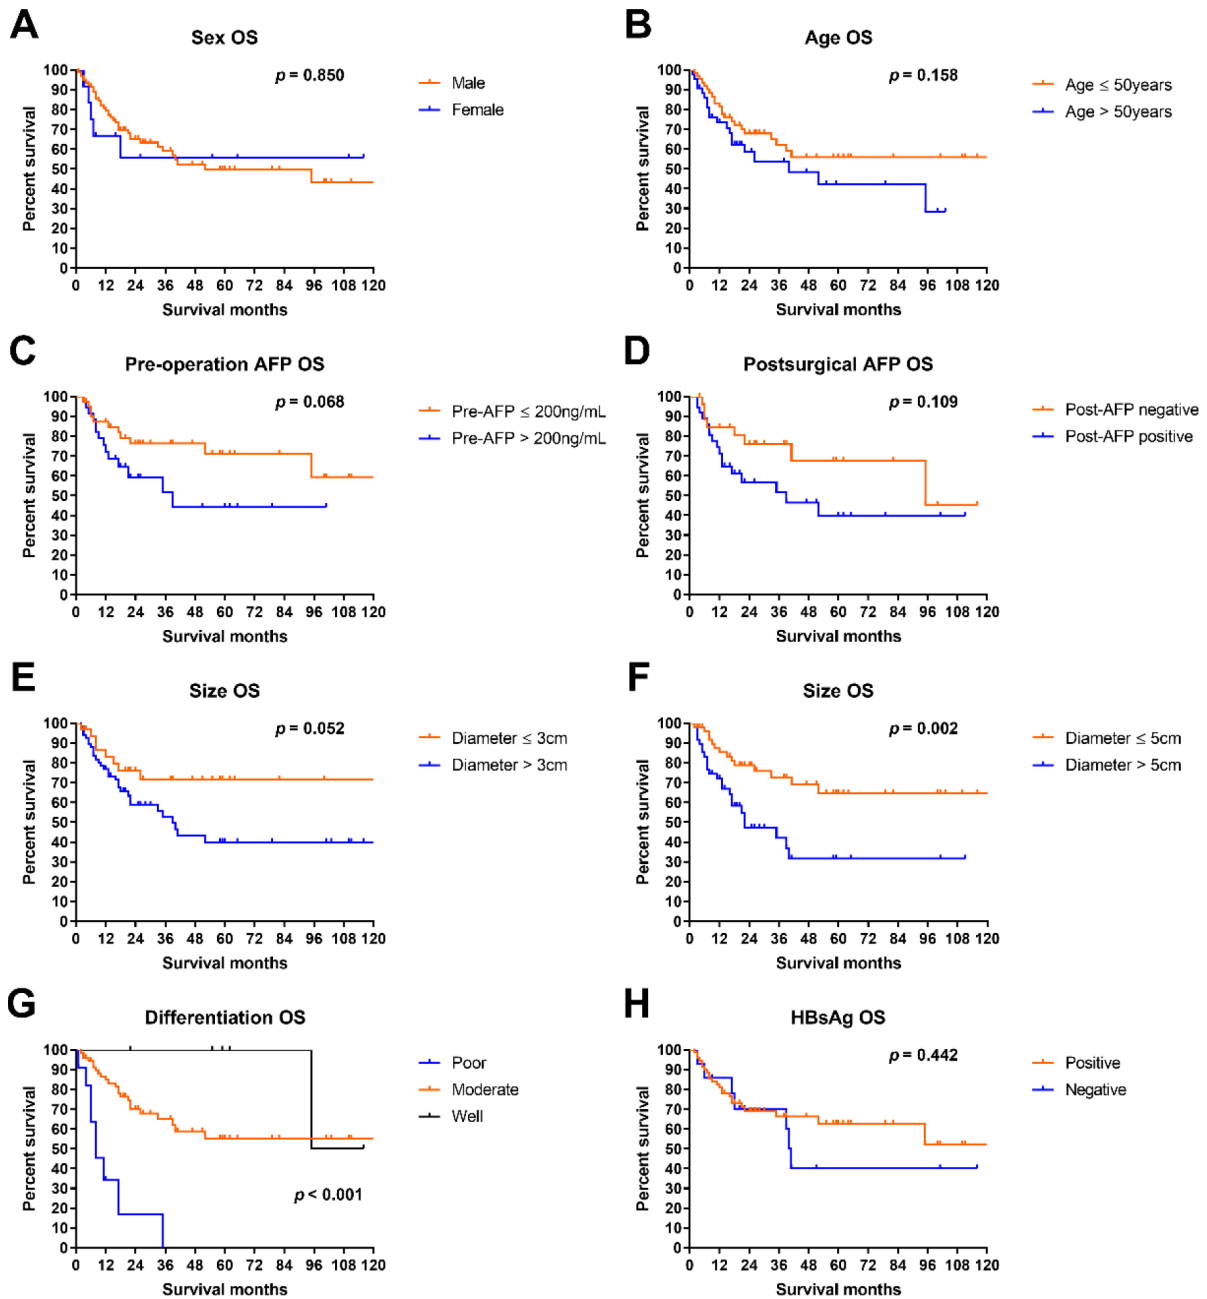 A
Sex OS
p = 0.850
Male
Female
Percent survival
100
90
80
70
60
50
40
30
20
10
0
0 12 24 36 48 60 72 84 96 108 120
Survival months
B
Age OS
p = 0.158
Age ≤ 50years
Age > 50years
Percent survival
100
90
80
70
60
50
40
30
20
10
0
0 12 24 36 48 60 72 84 96 108 120
Survival months
C
Pre-operation AFP OS
p = 0.068
Pre-AFP ≤ 200ng/mL
Pre-AFP > 200ng/mL
Percent survival
100
90
80
70
60
50
40
30
20
10
0
0 12 24 36 48 60 72 84 96 108 120
Survival months
D
Postsurgical AFP OS
p = 0.109
Post-AFP negative
Post-AFP positive
Percent survival
100
90
80
70
60
50
40
30
20
10
0
0 12 24 36 48 60 72 84 96 108 120
Survival months
E
Size OS
p = 0.052
Diameter ≤ 3cm
Diameter > 3cm
Percent survival
100
90
80
70
60
50
40
30
20
10
0
0 12 24 36 48 60 72 84 96 108 120
Survival months
F
Size OS
p = 0.002
Diameter ≤ 5cm
Diameter > 5cm
Percent survival
100
90
80
70
60
50
40
30
20
10
0
0 12 24 36 48 60 72 84 96 108 120
Survival months
G
Differentiation OS
Poor
Moderate
Well
p < 0.001
Percent survival
100
90
80
70
60
50
40
30
20
10
0
0 12 24 36 48 60 72 84 96 108 120
Survival months
H
HBsAg OS
p = 0.442
Positive
Negative
Percent survival
100
90
80
70
60
50
40
30
20
10
0
0 12 24 36 48 60 72 84 96 108 120
Survival months